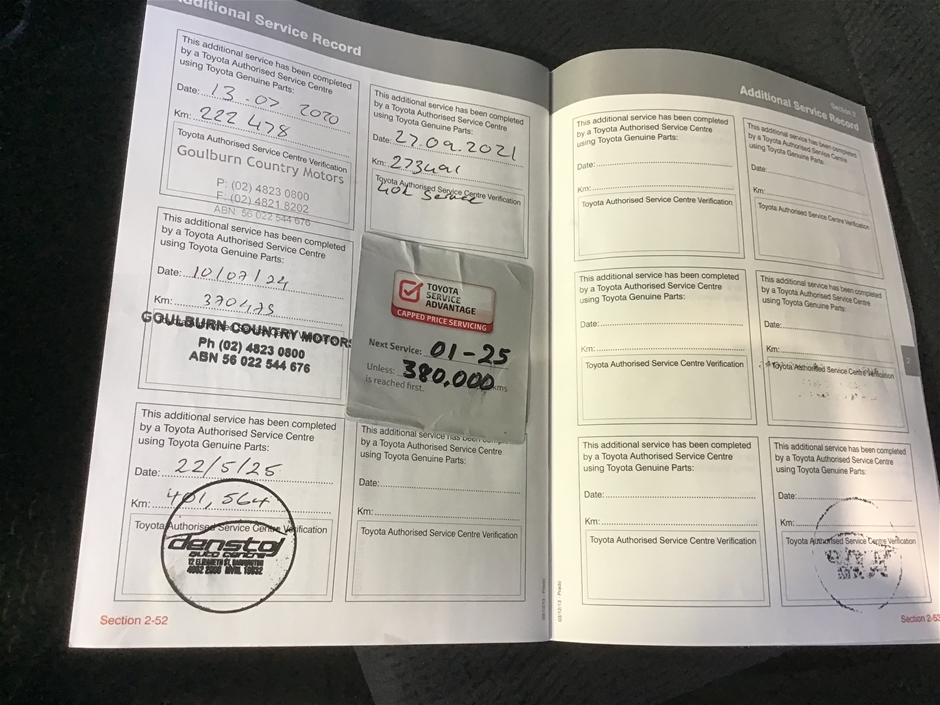 Additional Service Record
This additional service has been completed
by a Toyota Authorised Service Centre
using Toyota Genuine Parts:
Date: 13.07 2020
Km: 222 478
Toyota Authorised Service Centre Verification
Goulburn Country Motors
P: (02) 4823 0800
F: (02) 4821 8202
ABN 56 022 544 676
This additional service has been completed
by a Toyota Authorised Service Centre
using Toyota Genuine Parts:
Date: 27.09.2021
Km: 273491
Toyota Authorised Service Centre Verification
40k Service
This additional service has been completed
by a Toyota Authorised Service Centre
using Toyota Genuine Parts:
Date: 10/07/24
Km: 370475
GOULBURN COUNTRY MOTORS
Ph (02) 4823 0800
ABN 56 022 544 676
TOYOTA
SERVICE
ADVANTAGE
CAPPED PRICE SERVICING
Next Service: 01-25
Unless: 380,000 kms
is reached first.
This additional service has been completed
by a Toyota Authorised Service Centre
using Toyota Genuine Parts:
Date: 22/5/25
Km: 401,564
Toyota Authorised Service Centre Verification
denstol
auto centre
This additional service has been completed
by a Toyota Authorised Service Centre
using Toyota Genuine Parts:
Date:
Km:
Toyota Authorised Service Centre Verification
Section 2-52
Section 2
Additional Service Record
This additional service has been completed
by a Toyota Authorised Service Centre
using Toyota Genuine Parts:
Date:
Km:
Toyota Authorised Service Centre Verification
This additional service has been completed
by a Toyota Authorised Service Centre
using Toyota Genuine Parts:
Date:
Km:
Toyota Authorised Service Centre Verification
This additional service has been completed
by a Toyota Authorised Service Centre
using Toyota Genuine Parts:
Date:
Km:
Toyota Authorised Service Centre Verification
This additional service has been completed
by a Toyota Authorised Service Centre
using Toyota Genuine Parts:
Date:
Km:
Toyota Authorised Service Centre Verification
2
This additional service has been completed
by a Toyota Authorised Service Centre
using Toyota Genuine Parts:
Date:
Km:
Toyota Authorised Service Centre Verification
This additional service has been completed
by a Toyota Authorised Service Centre
using Toyota Genuine Parts:
Date:
Km:
Toyota Authorised Service Centre Verification
Section 2-53